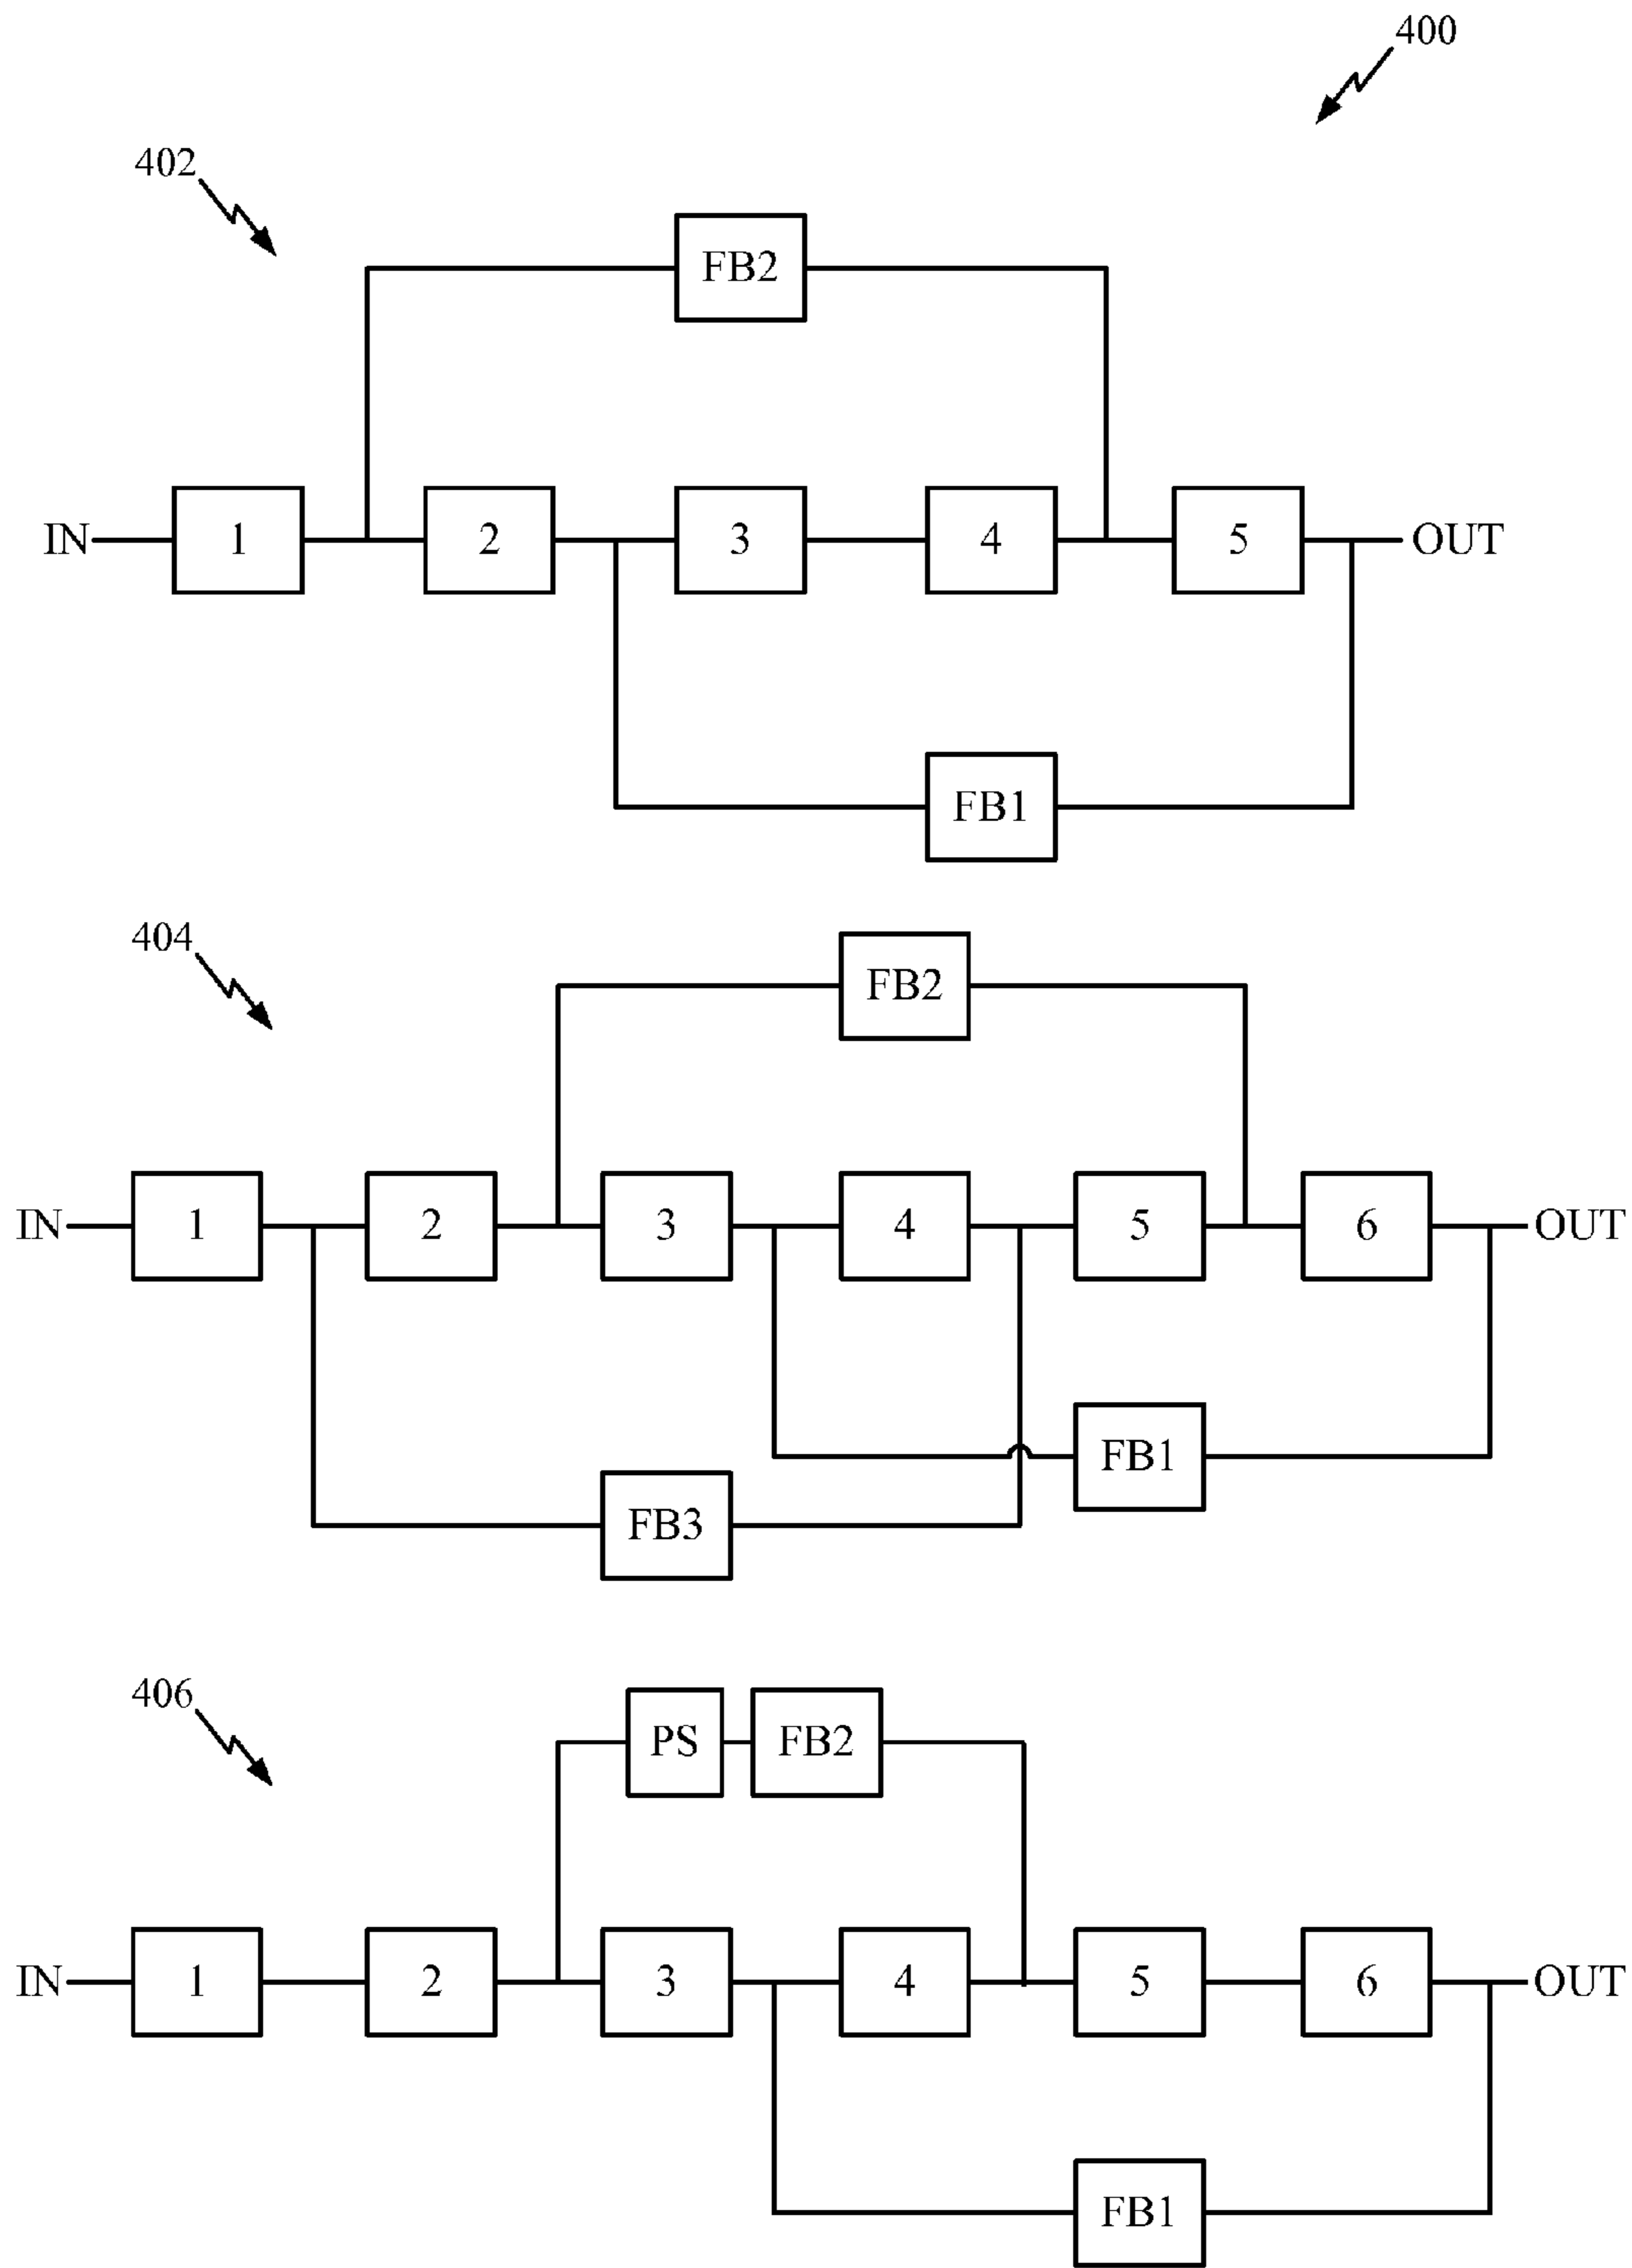 400
402
FB2
IN 1 2 3 4 5 OUT
FB1
404
FB2
IN 1 2 3 4 5 6 OUT
FB1
FB3
406
PS FB2
IN 1 2 3 4 5 6 OUT
FB1